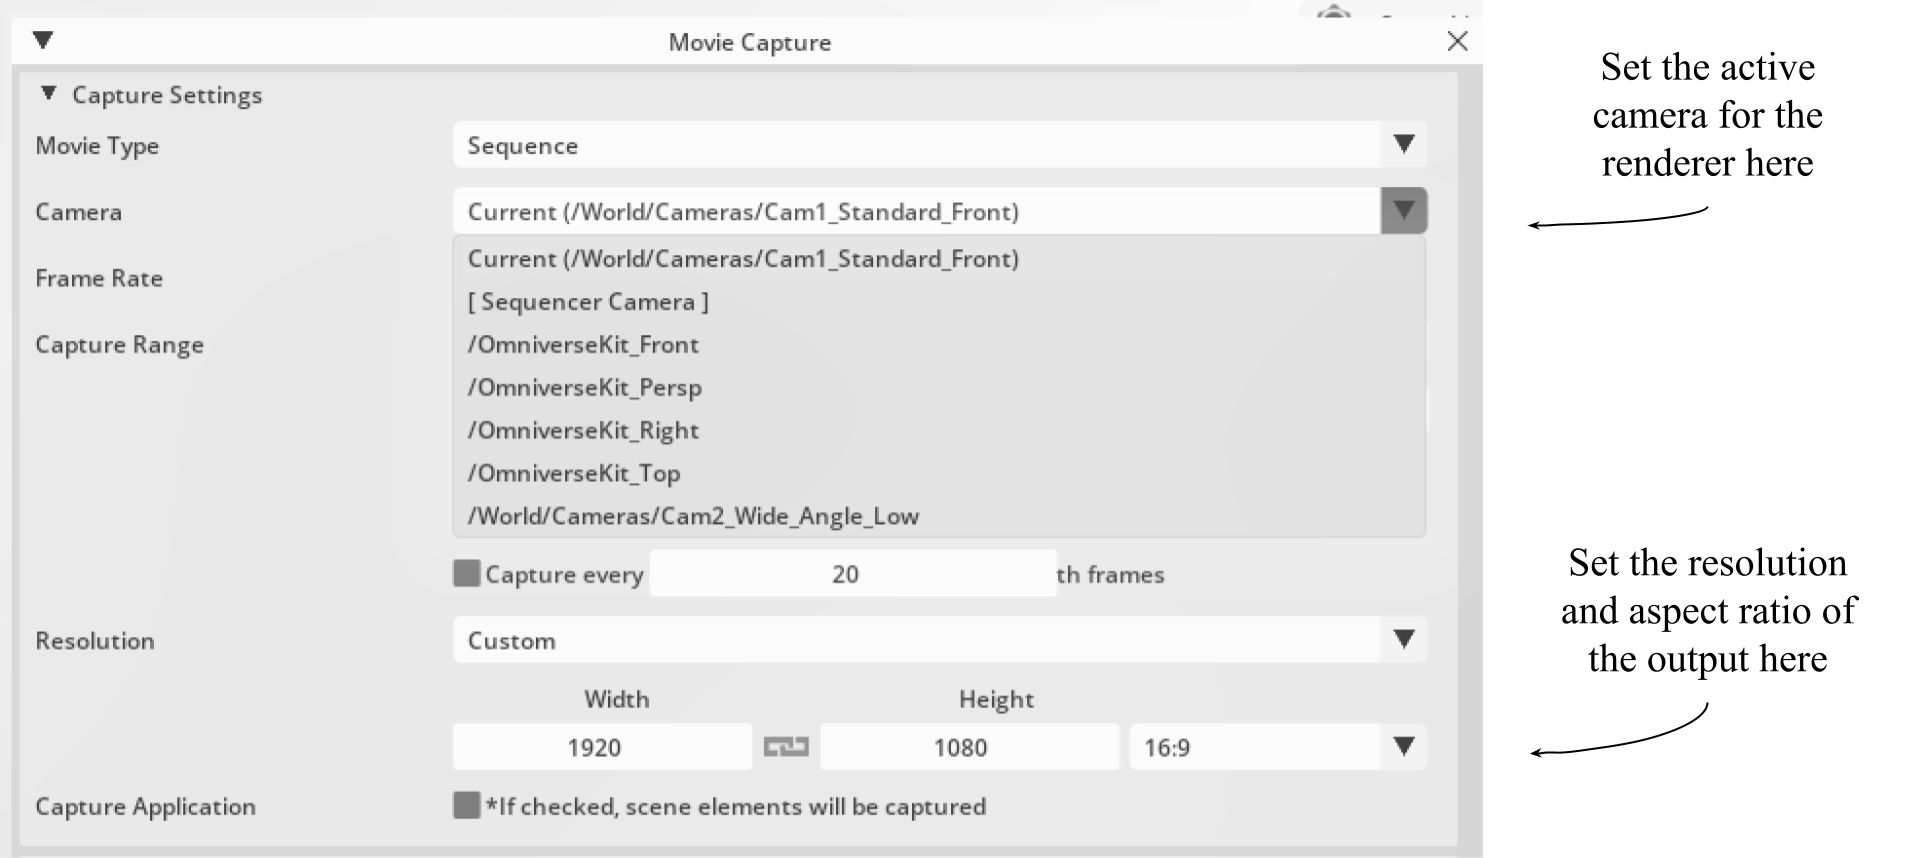 Movie Capture
Capture Settings
Movie Type
Sequence
Camera
Current (/World/Cameras/Cam1_Standard_Front)
Current (/World/Cameras/Cam1_Standard_Front)
[ Sequencer Camera ]
Frame Rate
/OmniverseKit_Front
Capture Range
/OmniverseKit_Persp
/OmniverseKit_Right
/OmniverseKit_Top
/World/Cameras/Cam2_Wide_Angle_Low
Capture every 20 th frames
Resolution
Custom
Width
Height
1920
1080
16:9
Capture Application
*If checked, scene elements will be captured
Set the active
camera for the
renderer here
Set the resolution
and aspect ratio of
the output here